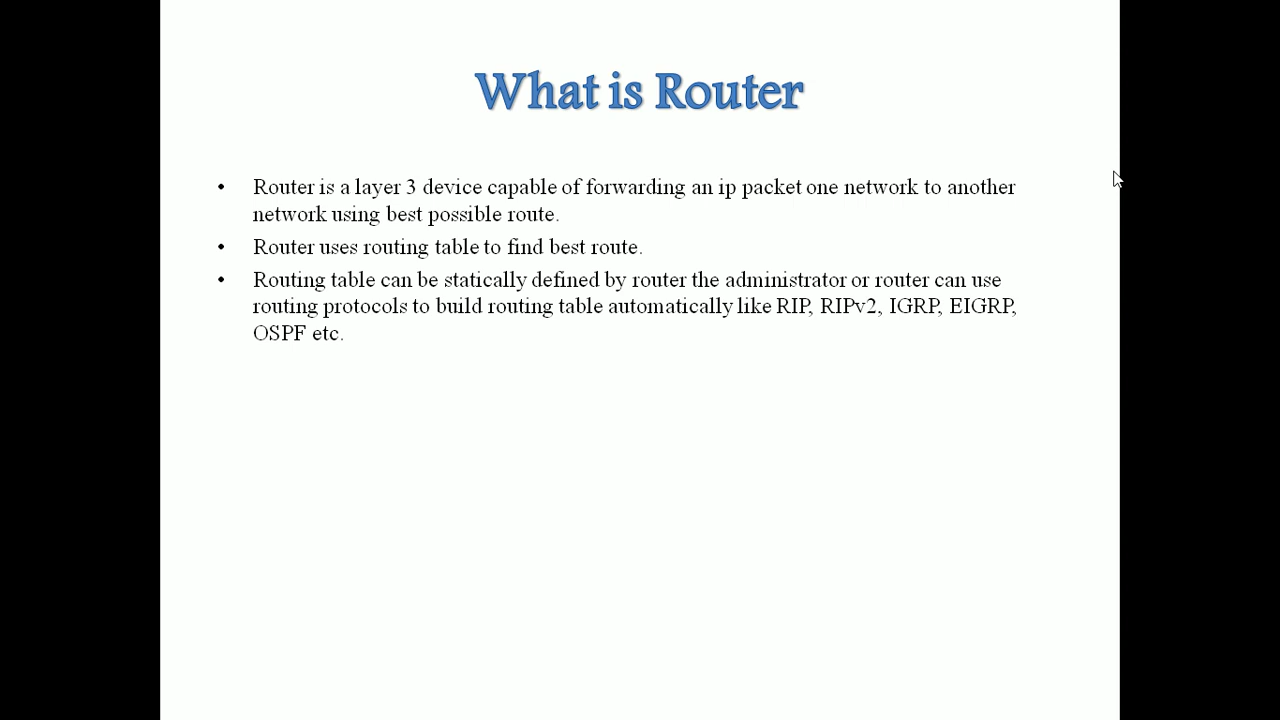 What is Router
• Router is a layer 3 device capable of forwarding an ip packet one network to another
network using best possible route.
• Router uses routing table to find best route.
• Routing table can be statically defined by router the administrator or router can use
routing protocols to build routing table automatically like RIP, RIPv2, IGRP, EIGRP,
OSPF etc.